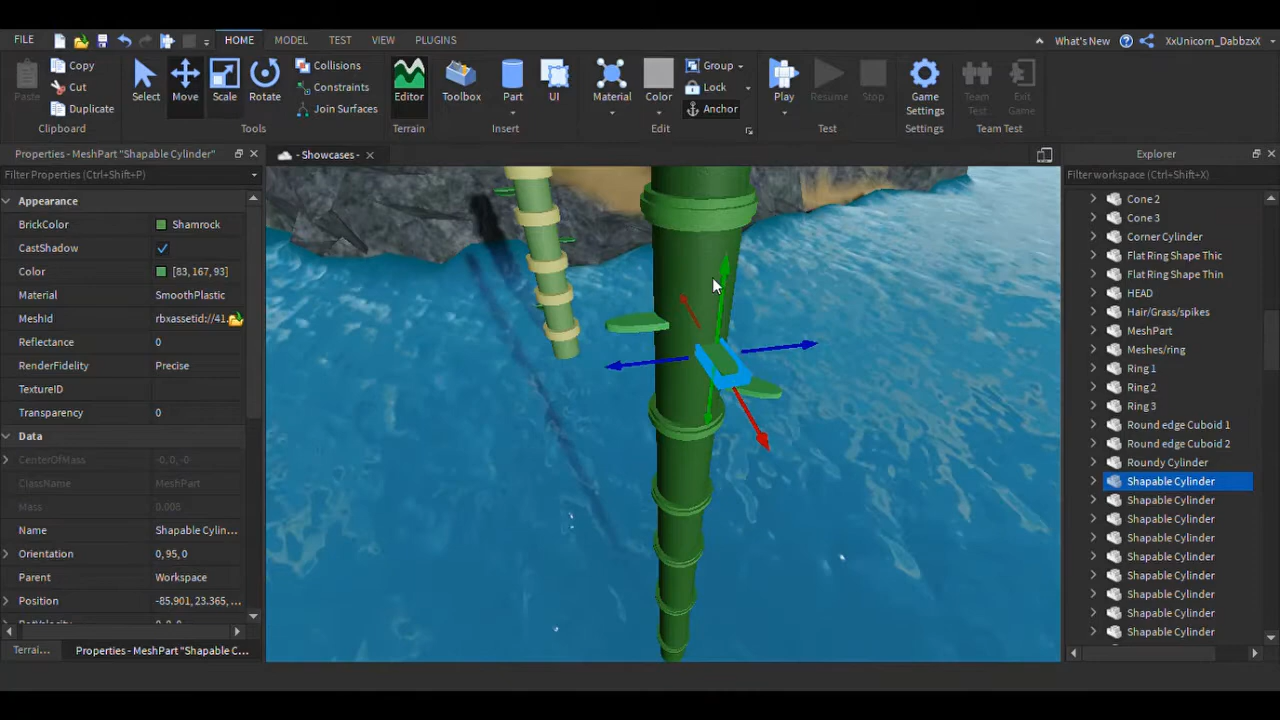 FILE
HOME
MODEL
TEST
VIEW
PLUGINS
What's New
XxUnicorn_DabbzxX
Paste
Copy
Cut
Duplicate
Clipboard
Select
Move
Scale
Rotate
Collisions
Constraints
Join Surfaces
Tools
Editor
Terrain
Toolbox
Part
UI
Insert
Material
Color
Group
Lock
Anchor
Edit
Play
Resume
Stop
Test
Game
Settings
Settings
Team
Test
Exit
Game
Team Test
Properties - MeshPart "Shapable Cylinder"
Filter Properties (Ctrl+Shift+P)
Appearance
BrickColor Shamrock
CastShadow
Color [83, 167, 93]
Material SmoothPlastic
MeshId rbxassetid://41...
Reflectance 0
RenderFidelity Precise
TextureID
Transparency 0
Data
CenterOfMass -0, 0, -0
ClassName MeshPart
Mass 0.008
Name Shapable Cylin...
Orientation 0, 95, 0
Parent Workspace
Position -85.901, 23.365, ...
Terrai...
Properties - MeshPart "Shapable C...
- Showcases -
Explorer
Filter workspace (Ctrl+Shift+X)
Cone 2
Cone 3
Corner Cylinder
Flat Ring Shape Thic
Flat Ring Shape Thin
HEAD
Hair/Grass/spikes
MeshPart
Meshes/ring
Ring 1
Ring 2
Ring 3
Round edge Cuboid 1
Round edge Cuboid 2
Roundy Cylinder
Shapable Cylinder
Shapable Cylinder
Shapable Cylinder
Shapable Cylinder
Shapable Cylinder
Shapable Cylinder
Shapable Cylinder
Shapable Cylinder
Shapable Cylinder